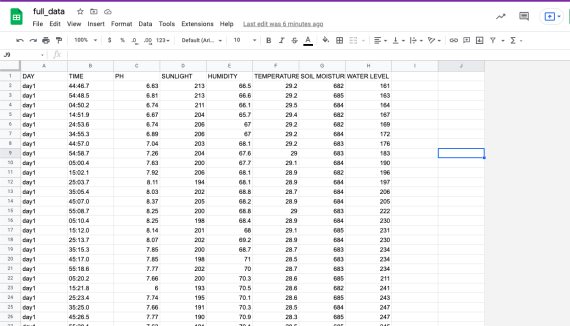 full_data
File Edit View Insert Format Data Tools Extensions Help Last edit was 6 minutes ago
100% $ % .0 .00 123 Default (Ari... 10 B I S A
J9 fx
A B C D E F G H I J
1 DAY TIME PH SUNLIGHT HUMIDITY TEMPERATURE SOIL MOISTUR WATER LEVEL
2 day1 44:46.7 6.63 213 66.5 29.2 682 161
3 day1 54:48.5 6.81 213 66.6 29.2 685 163
4 day1 04:50.2 6.74 211 66.1 29.5 684 164
5 day1 14:51.9 6.67 204 65.7 29.4 682 167
6 day1 24:53.6 6.74 206 67 29.2 682 169
7 day1 34:55.3 6.89 206 67 29.2 684 172
8 day1 44:57.0 7.04 203 68.1 29.2 683 176
9 day1 54:58.7 7.26 204 67.6 29 683 183
10 day1 05:00.4 7.63 200 67.7 29.1 684 190
11 day1 15:02.1 7.92 206 68.1 28.9 682 196
12 day1 25:03.7 8.11 194 68.1 28.9 684 197
13 day1 35:05.4 8.03 202 68.8 28.7 684 206
14 day1 45:07.0 8.37 205 68.2 28.9 684 205
15 day1 55:08.7 8.25 200 68.8 29 683 222
16 day1 05:10.4 8.25 198 68.4 28.9 684 230
17 day1 15:12.0 8.14 201 68 29.1 685 231
18 day1 25:13.7 8.07 202 69.2 28.9 684 230
19 day1 35:15.3 7.85 200 68.7 28.7 683 234
20 day1 45:17.0 7.85 198 71 28.5 683 234
21 day1 55:18.6 7.77 202 70 28.7 683 234
22 day1 05:20.2 7.66 200 70.3 28.6 685 211
23 day1 15:21.8 6 193 70.5 28.6 682 241
24 day1 25:23.4 7.74 195 70.1 28.6 685 243
25 day1 35:25.0 7.66 191 70.3 28.5 684 247
26 day1 45:26.5 7.77 190 70.9 28.3 685 247